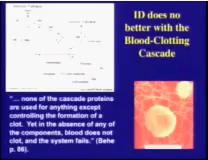 ID does no
better with the
Blood-Clotting
Cascade
"... none of the cascade proteins
are used for anything except
controlling the formation of a
clot. Yet in the absence of any of
the components, blood does not
clot, and the system fails." (Behe
p. 86).